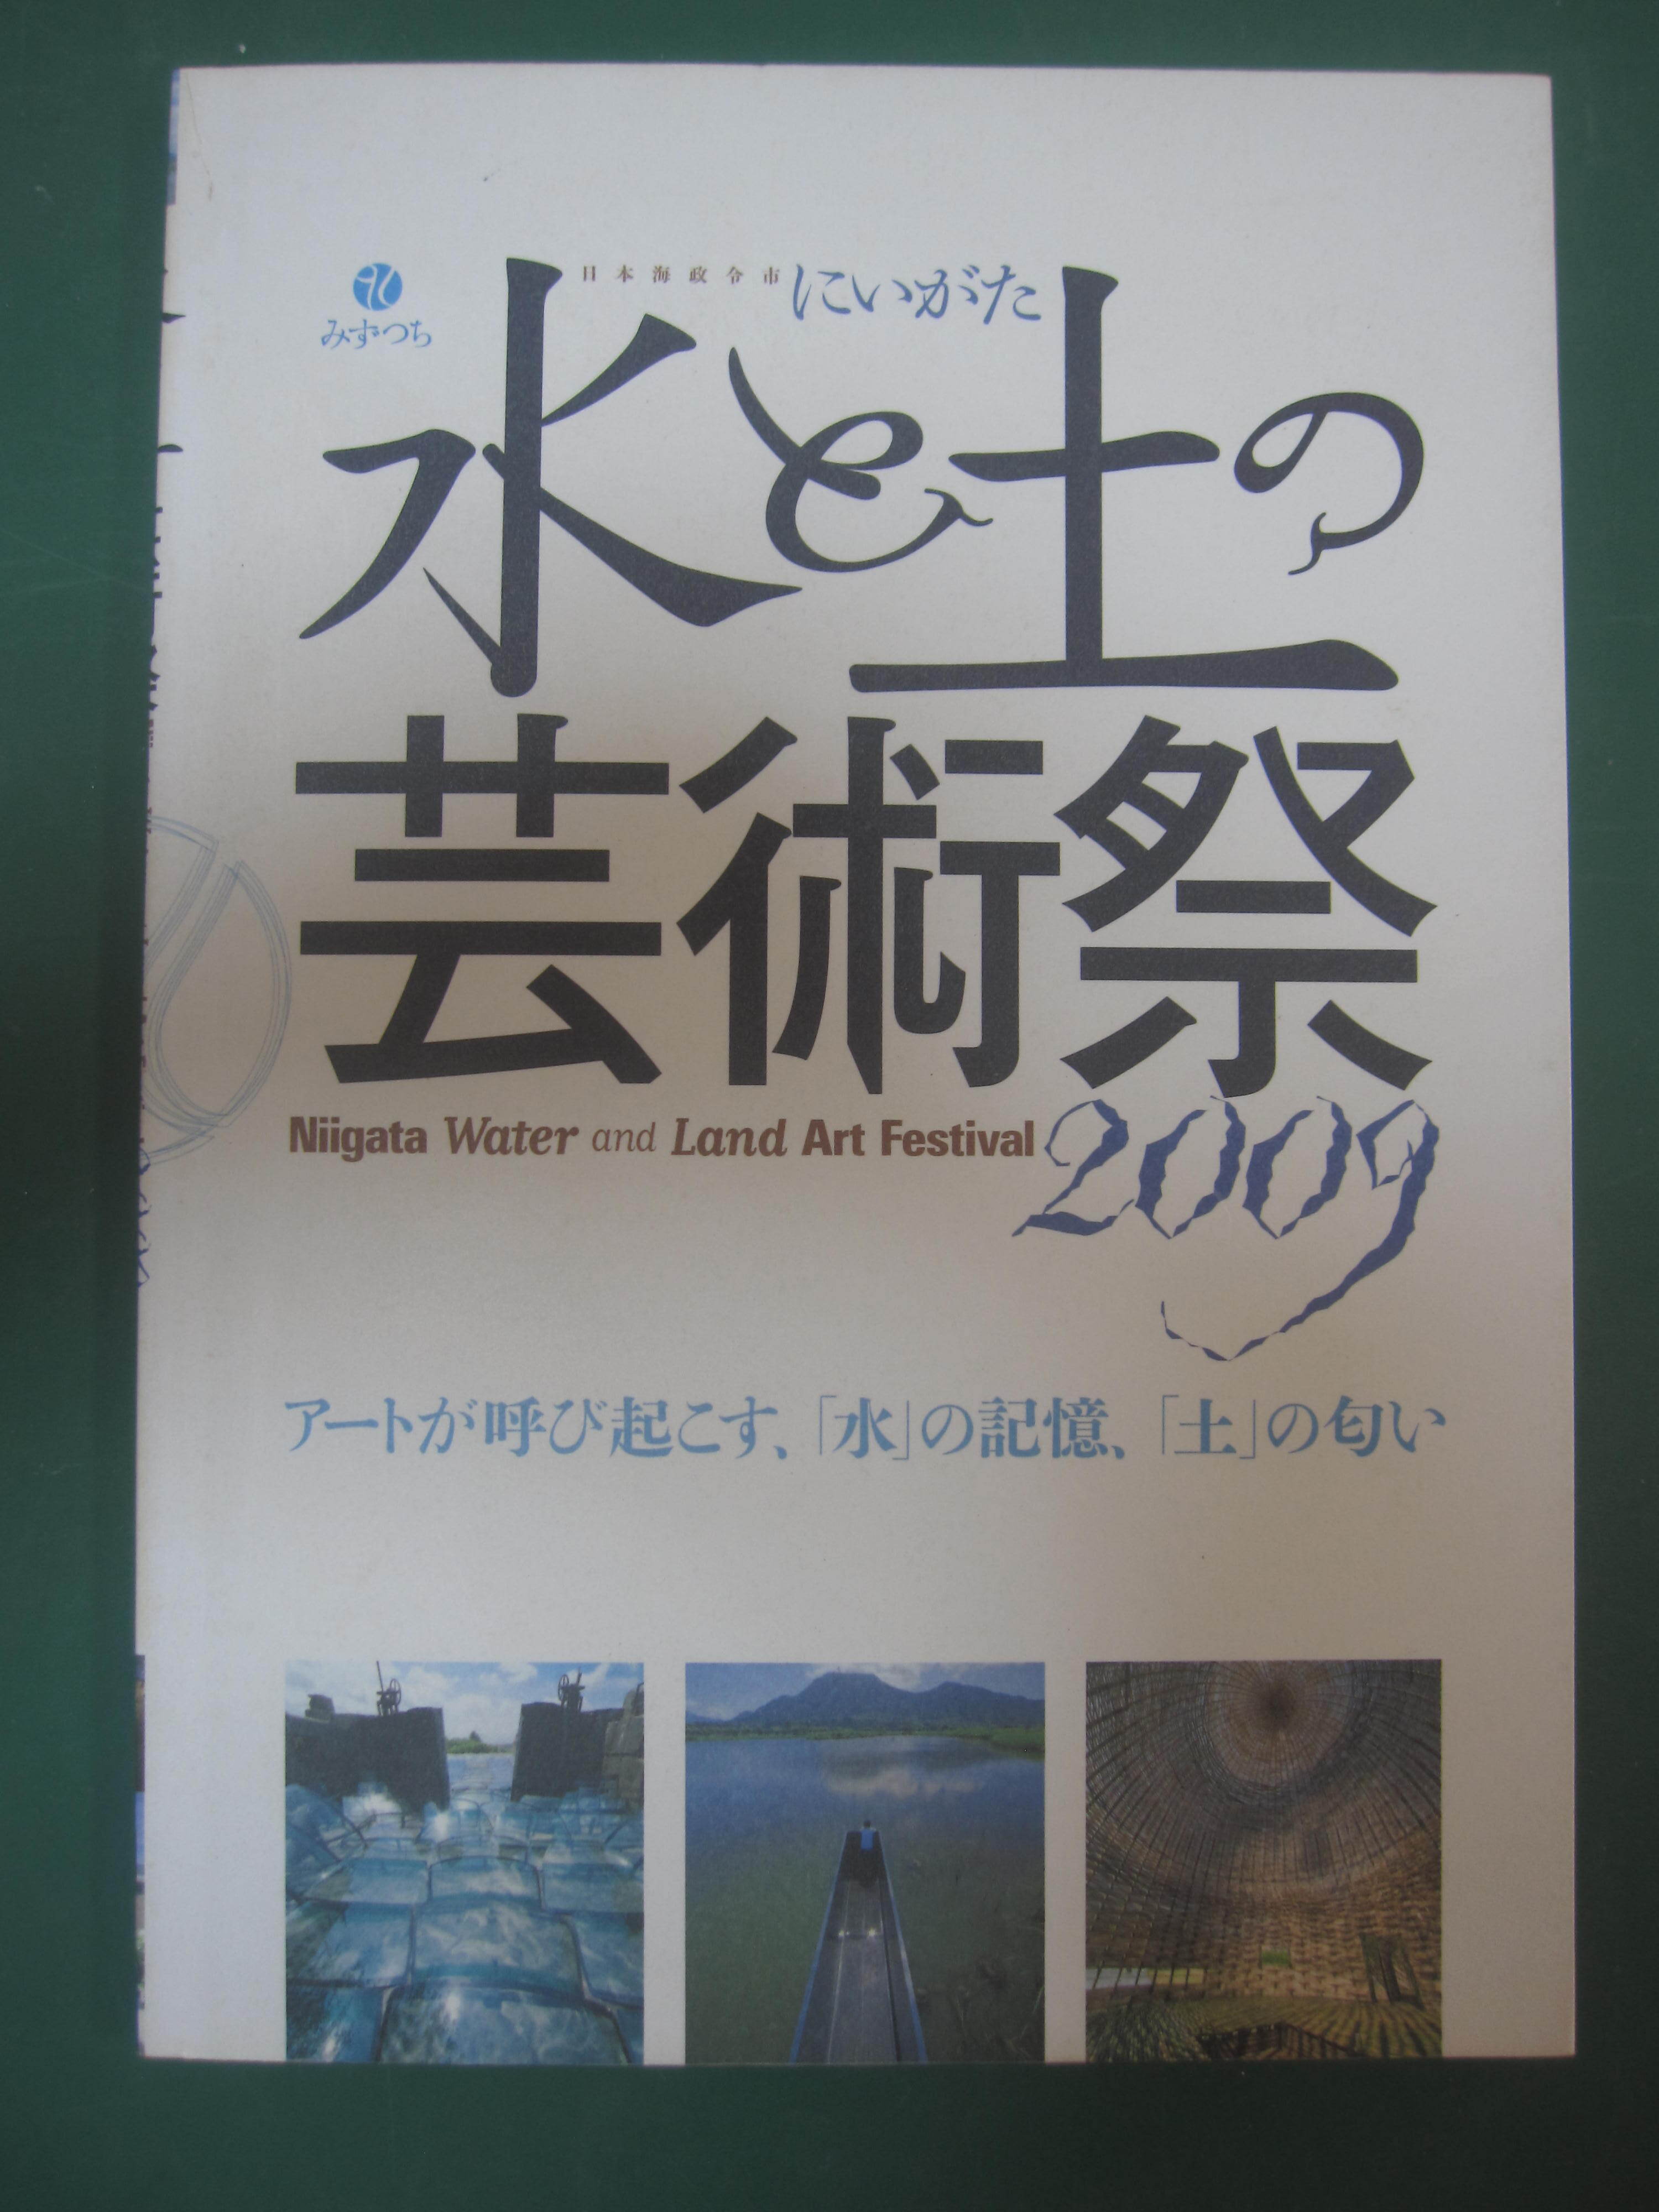 みずつち
日本海政令市 にいがた
水と土の
芸術祭
Niigata Water and Land Art Festival 2009
アートが呼び起こす、「水」の記憶、「土」の匂い